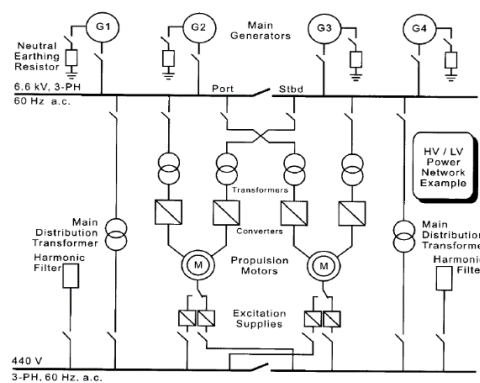 G1
G2
Main
Generators
G3
G4
Neutral
Earthing
Resistor
6.6 kV, 3-PH
60 Hz a.c.
Port
Stbd
HV / LV
Power
Network
Example
Transformers
Converters
Main
Distribution
Transformer
Main
Distribution
Transforme
Harmonic
Filter
Harmoni
Filte
M
Propulsion
Motors
M
Excitation
Supplies
440 V
3-PH, 60 Hz, a.c.